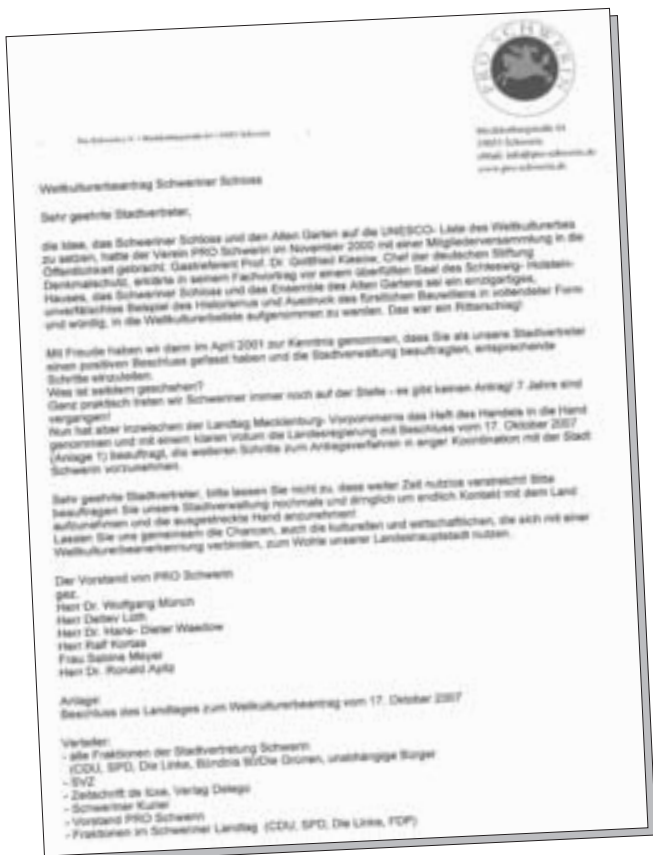 PRO SCHWERIN
Mecklenburgstraße
19053 Schwerin
eMail: info@pro-schwerin.de
www.pro-schwerin.de
Weltkulturerbeantrag Schweriner Schloss
Sehr geehrte Stadtvertreter,
die Idee, das Schweriner Schloss und den Alten Garten auf die UNESCO- Liste des Weltkulturerbes
zu setzen, hatte der Verein PRO Schwerin im November 2000 mit einer Mitgliederversammlung in die
Öffentlichkeit gebracht. Gastreferent Prof. Dr. Gottfried Kiesow, Chef der deutschen Stiftung
Denkmalschutz, erklärte in seinem Fachvortrag vor einem überfüllten Saal des Schleswig- Holstein-
Hauses, das Schweriner Schloss und das Ensemble des Alten Gartens sei ein einzigartiges,
unverfälschtes Beispiel des Historismus und Ausdruck des fürstlichen Bauwillens in vollendeter Form
und würdig, in die Weltkulturerbeliste aufgenommen zu werden. Das war ein Ritterschlag!
Mit Freude haben wir dann im April 2001 zur Kenntnis genommen, dass Sie als unsere Stadtvertreter
einen positiven Beschluss gefasst haben und die Stadtverwaltung beauftragten, entsprechende
Schritte einzuleiten.
Was ist seitdem geschehen?
Ganz praktisch treten wir Schweriner immer noch auf der Stelle - es gibt keinen Antrag! 7 Jahre sind
vergangen!
Nun hat aber inzwischen der Landtag Mecklenburg- Vorpommerns das Heft des Handels in die Hand
genommen und mit einem klaren Votum die Landesregierung mit Beschluss vom 17. Oktober 2007
(Anlage 1) beauftragt, die weiteren Schritte zum Antragsverfahren in enger Koordination mit der Stadt
Schwerin vorzunehmen.
Sehr geehrte Stadtvertreter, bitte lassen Sie nicht zu, dass weiter Zeit nutzlos verstreicht! Bitte
beauftragen Sie unsere Stadtverwaltung nochmals und dringlich um endlich Kontakt mit dem Land
aufzunehmen und die ausgestreckte Hand anzunehmen!
Lassen Sie uns gemeinsam die Chancen, auch die kulturellen und wirtschaftlichen, die sich mit einer
Weltkulturerbeanerkennung verbinden, zum Wohle unserer Landeshauptstadt nutzen.
Der Vorstand von PRO Schwerin
gez.
Herr Dr. Wolfgang Münch
Herr Detlev Lüth
Herr Dr. Hans- Dieter
Herr Ralf Kortas
Frau Sabine Meyer
Herr Dr. Ronald Apitz
Anlage:
Beschluss des Landtages zum Weltkulturerbeantrag vom 17. Oktober 2007
Verteiler:
- alle Fraktionen der Stadtvertretung Schwerin
(CDU, SPD, Die Linke, Bündnis 90/Die Grünen, unabhängige Bürger
- SVZ
- Zeitschrift de luxe, Verlag Delego
- Schweriner Kurier
- Vorstand PRO Schwerin
- Fraktionen im Schweriner Landtag (CDU, SPD, Die Linke, FDP)